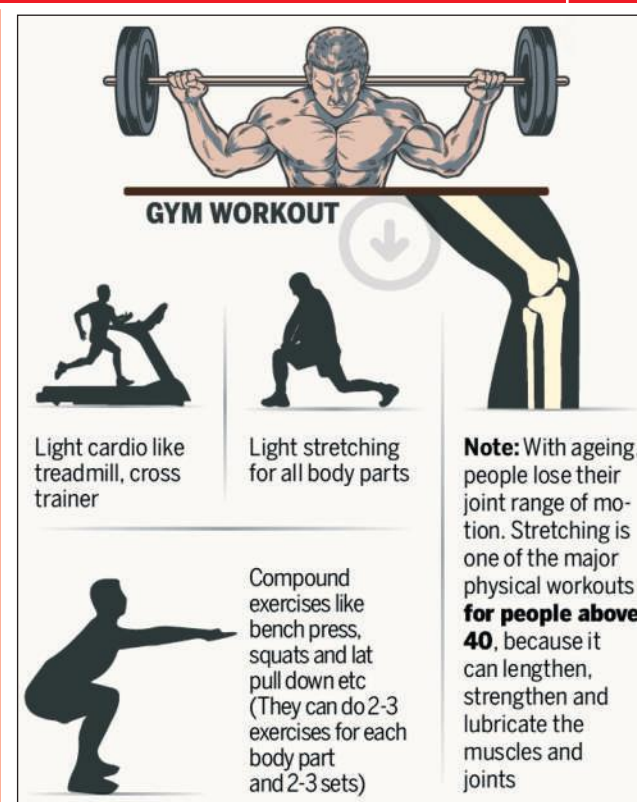 GYM WORKOUT
Light cardio like
treadmill, cross
trainer
Light stretching
for all body parts
Compound
exercises like
bench press,
squats and lat
pull down etc
(They can do 2-3
exercises for each
body part
and 2-3 sets)
Note: With ageing
people lose their
joint range of mo-
tion. Stretching is
one of the major
physical workouts
for people above
40, because it
can lengthen,
strengthen and
lubricate the
muscles and
joints